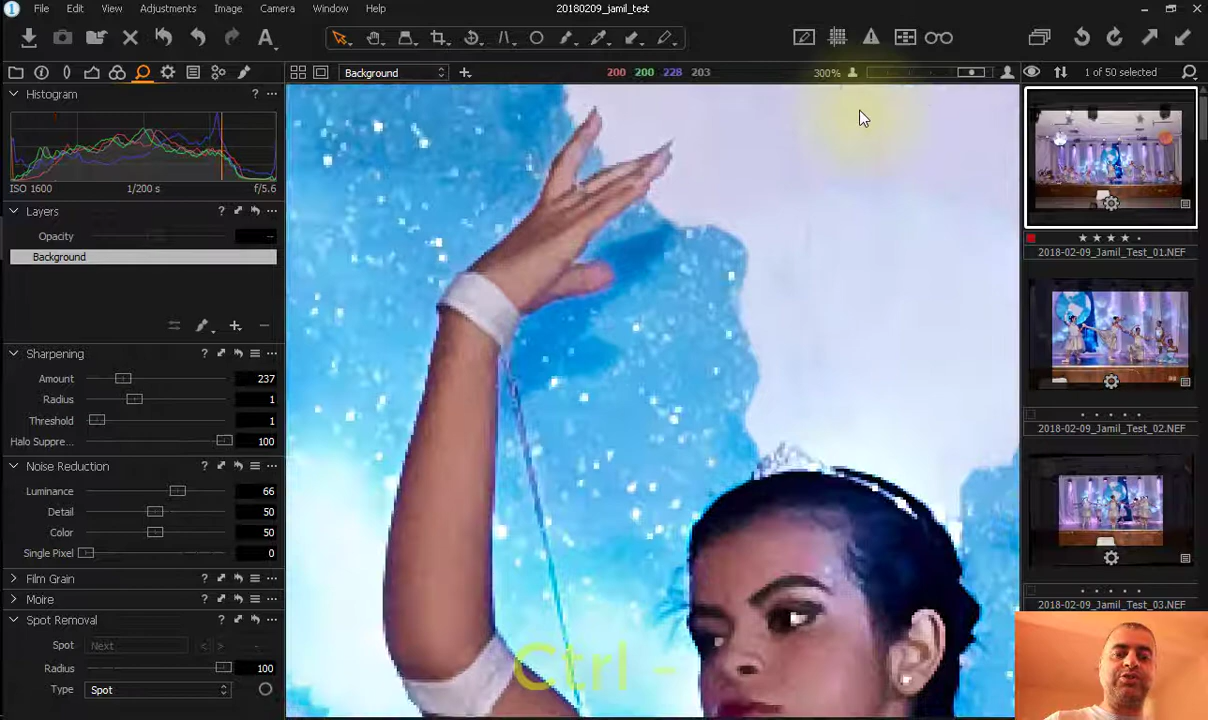 File Edit View Adjustments Image Camera Window Help 20180209_jamil_test
Background 200 200 228 203 300% 1 of 50 selected
Histogram
ISO 1600 1/200 s f/5.6
Layers
Opacity --
Background
Sharpening
Amount 237
Radius 1
Threshold 1
Halo Suppre... 100
Noise Reduction
Luminance 66
Detail 50
Color 50
Single Pixel 0
Film Grain
Moire
Spot Removal
Spot Next
Radius 100
Type Spot
2018-02-09_Jamil_Test_01.NEF
2018-02-09_Jamil_Test_02.NEF
2018-02-09_Jamil_Test_03.NEF
Ctrl -